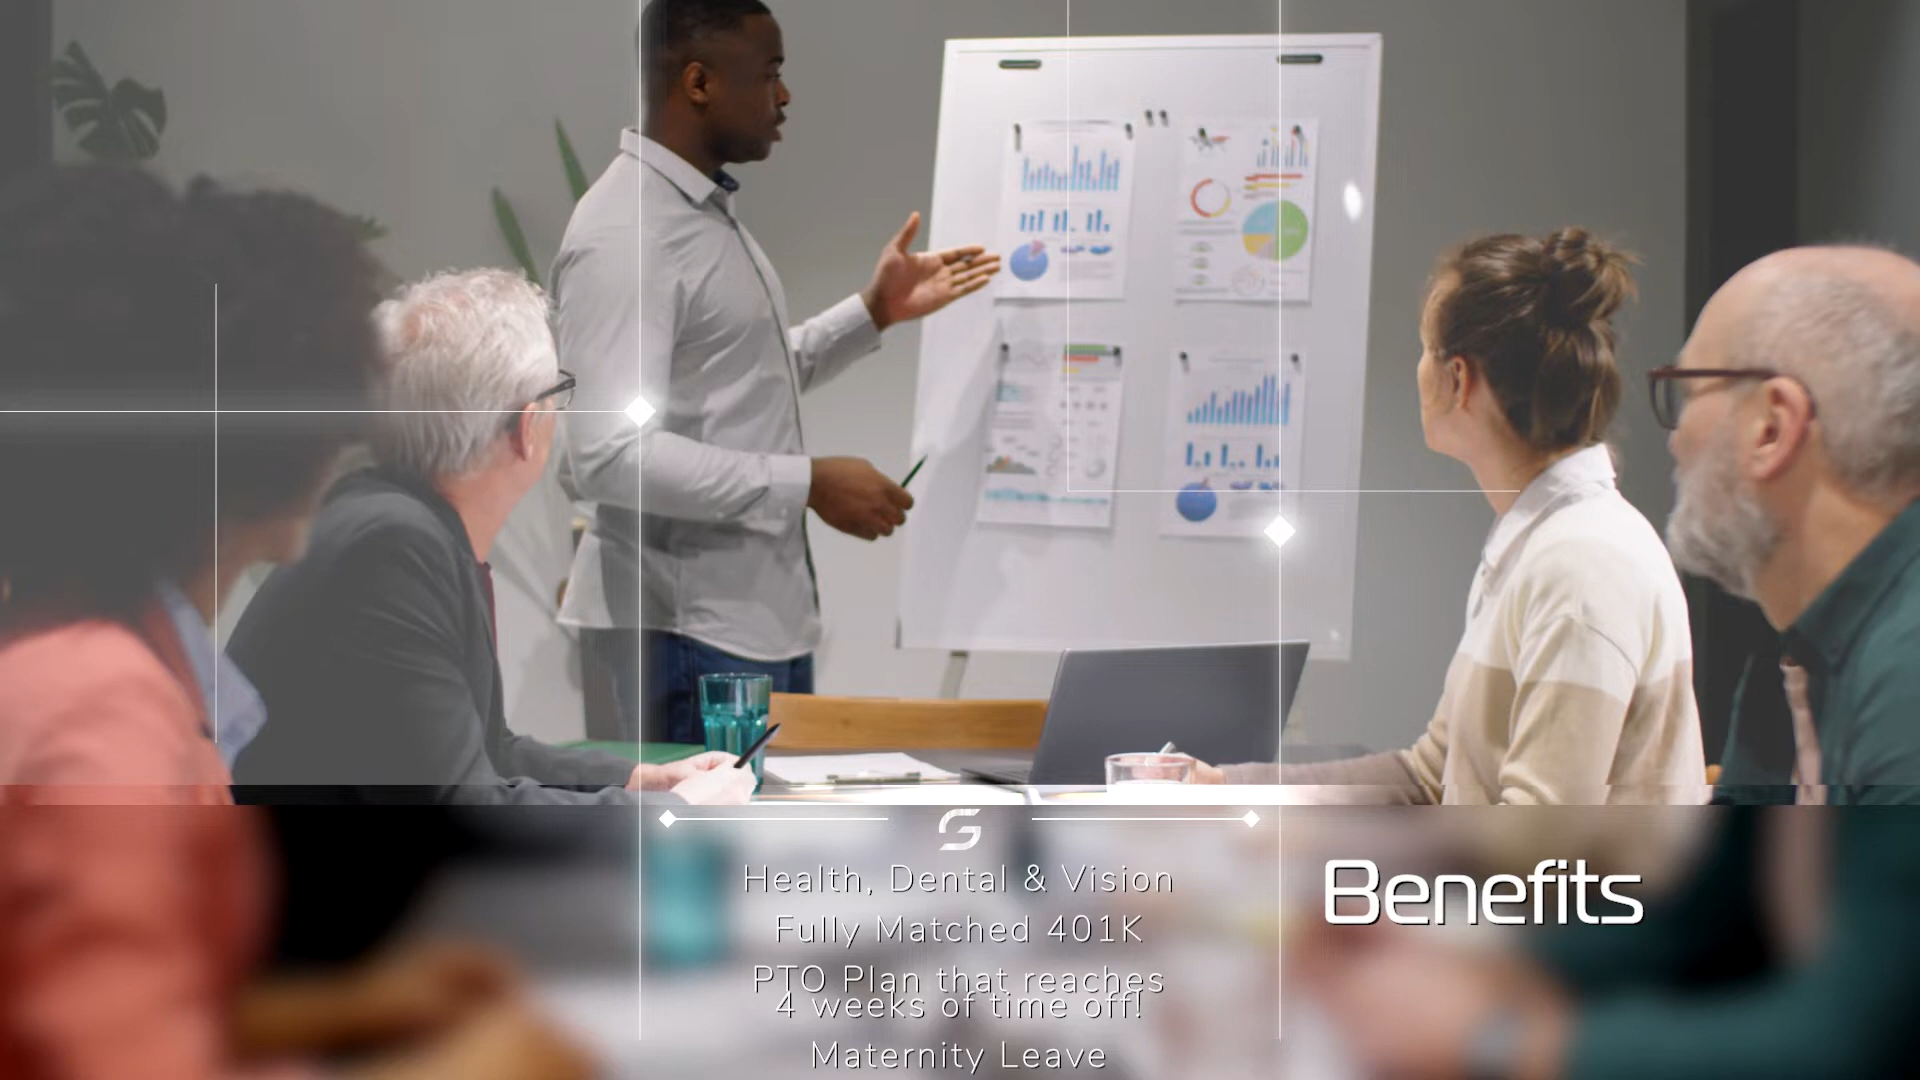 Health, Dental & Vision
Fully Matched 401K
PTO Plan that reaches
4 weeks of time off!
Maternity Leave
Benefits